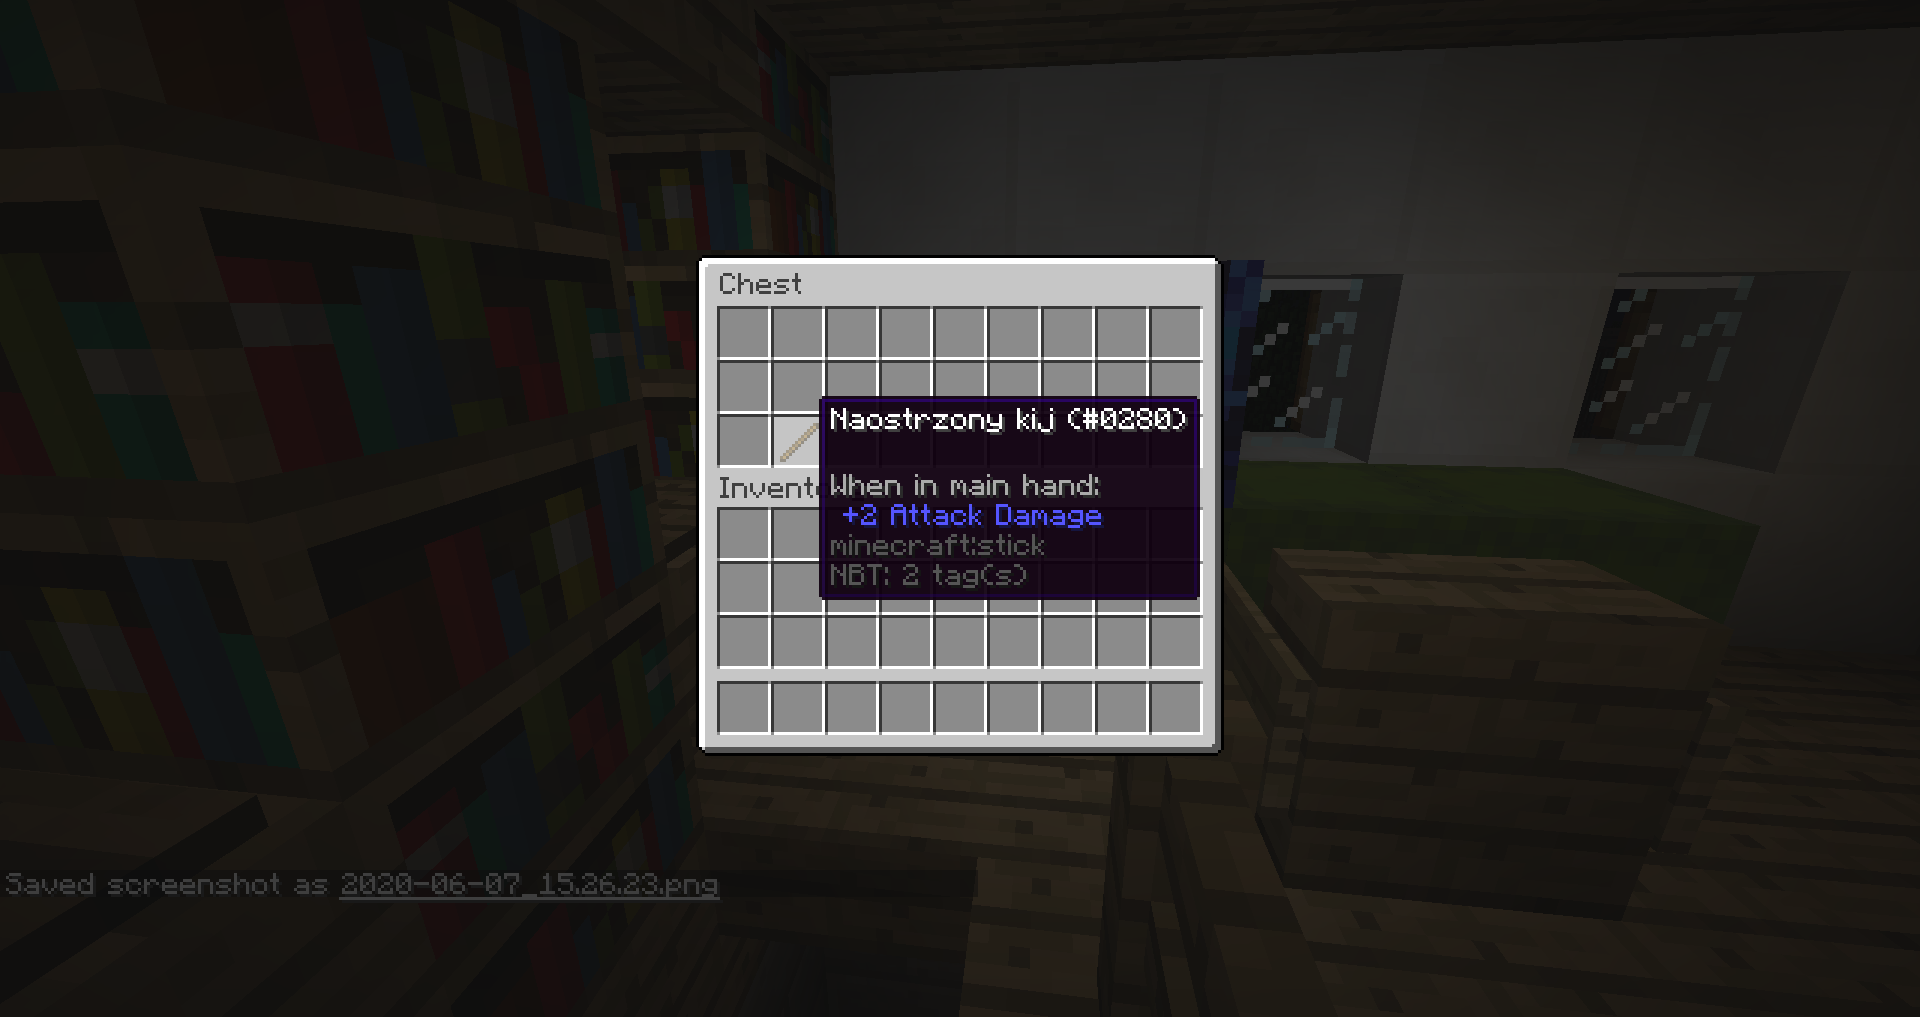 Chest
Naostrzony kij (#0280)
When in main hand:
+2 Attack Damage
minecraft:stick
NBT: 2 tag(s)
Saved screenshot as 2020-06-07_15.26.23.png